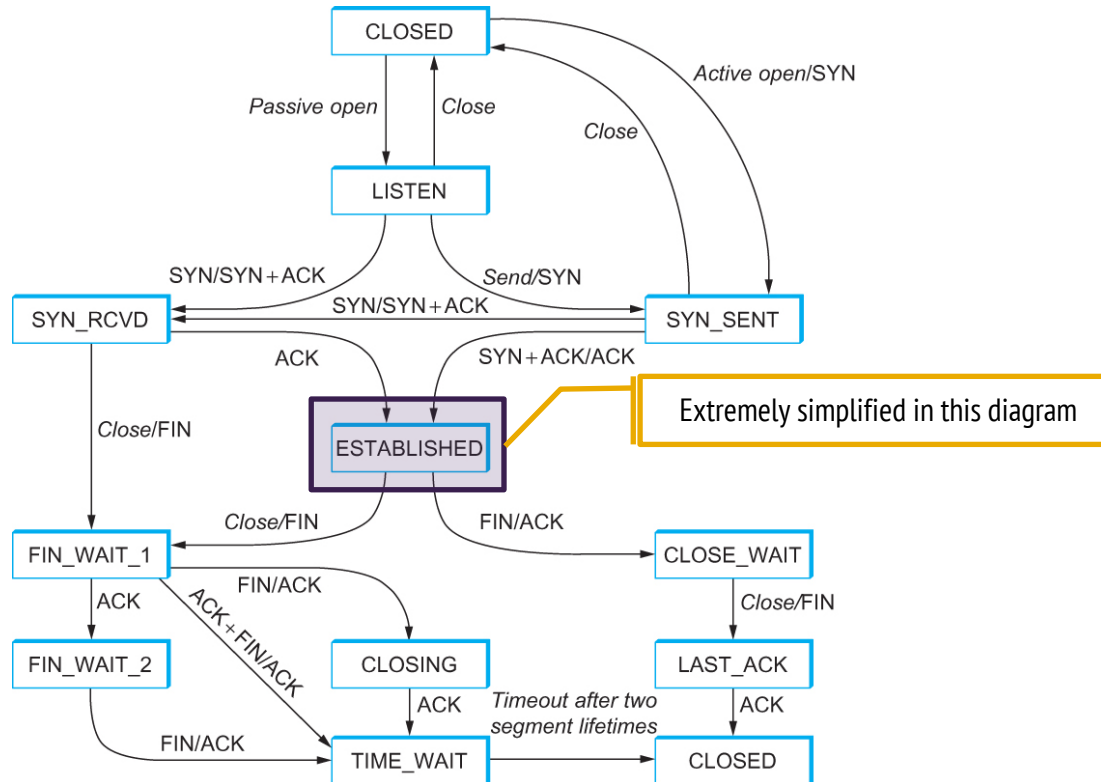 CLOSED
Active open/SYN
Passive open
Close
Close
LISTEN
SYN/SYN+ACK
Send/SYN
SYN/SYN+ACK
SYN_RCVD
SYN_SENT
ACK
SYN+ACK/ACK
Extremely simplified in this diagram
Close/FIN
ESTABLISHED
Close/FIN
FIN/ACK
FIN_WAIT_1
CLOSE_WAIT
FIN/ACK
ACK
ACK+FIN/ACK
Close/FIN
FIN_WAIT_2
CLOSING
LAST_ACK
ACK
Timeout after two
segment lifetimes
ACK
FIN/ACK
TIME_WAIT
CLOSED